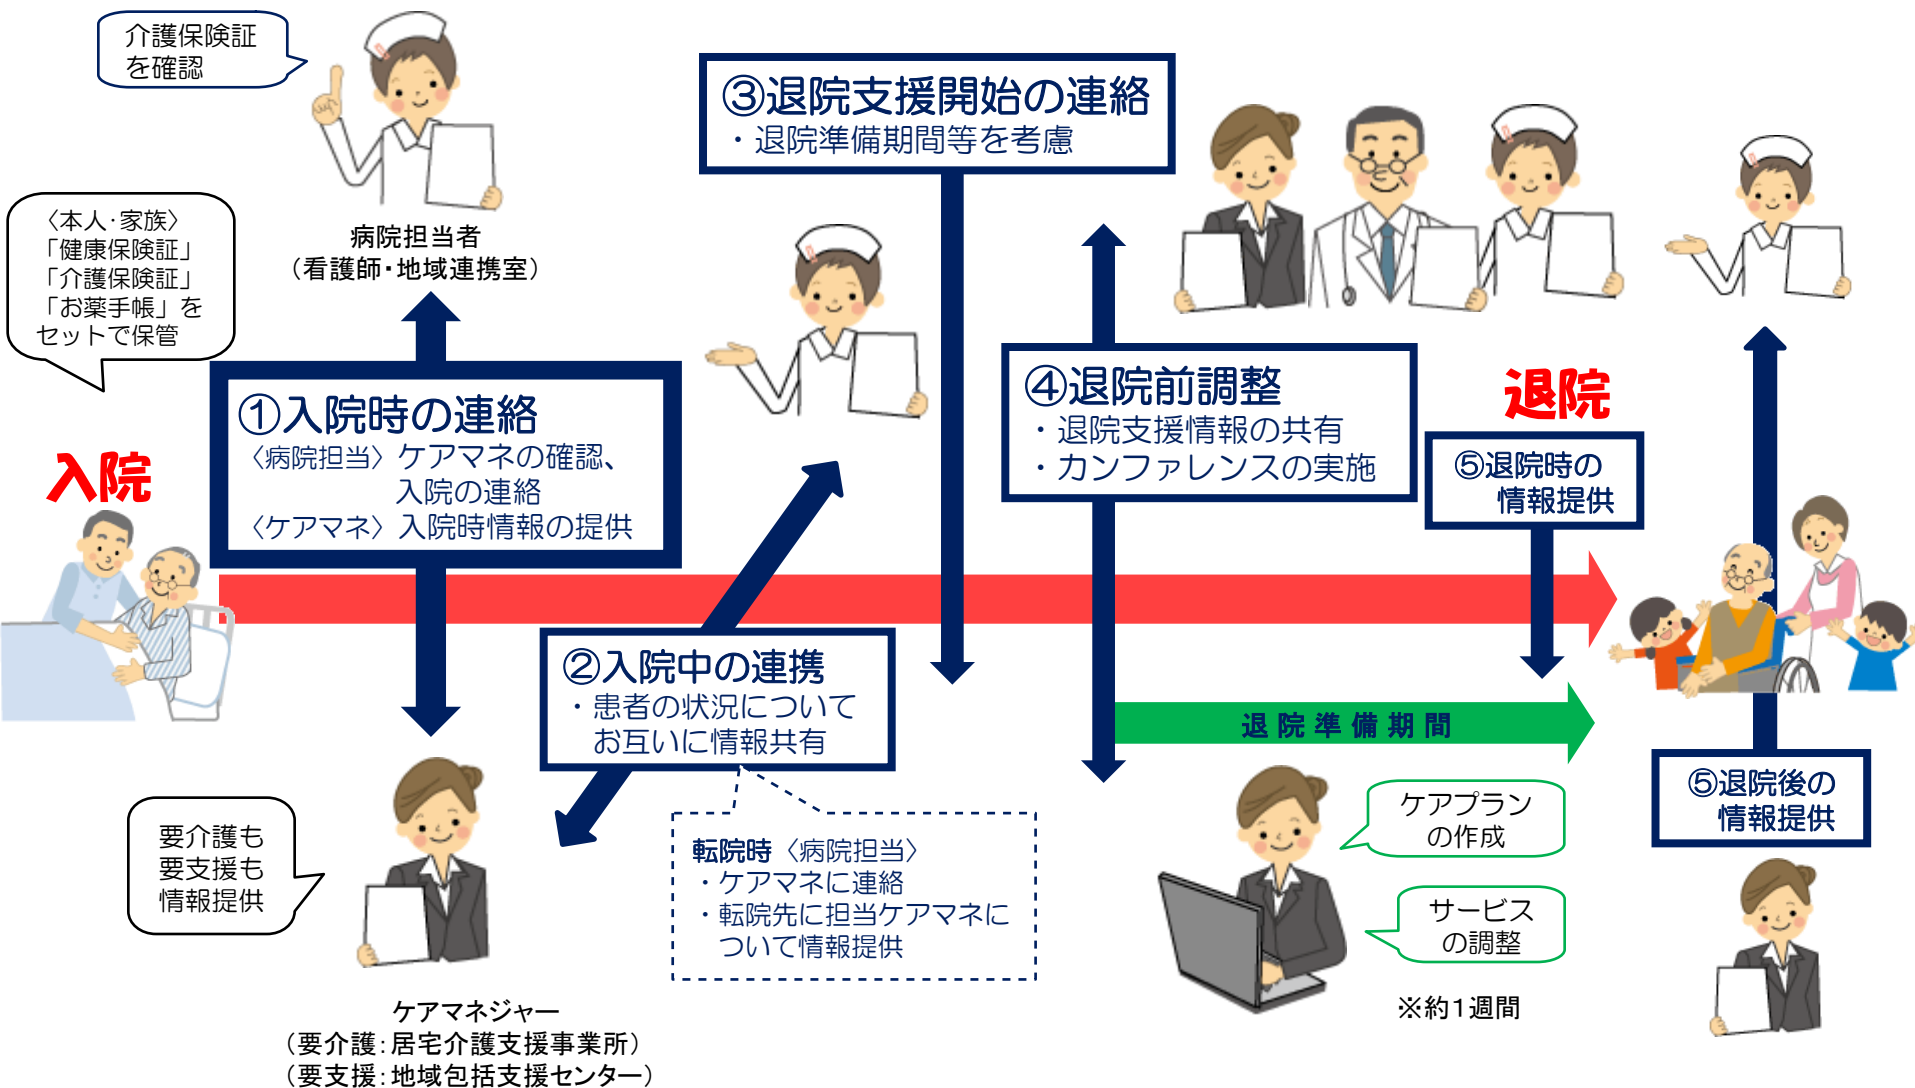 介護保険証
を確認
〈本人・家族〉
「健康保険証」
「介護保険証」
「お薬手帳」を
セットで保管
病院担当者
（看護師・地域連携室）
入院
①入院時の連絡
〈病院担当〉ケアマネの確認、
入院の連絡
〈ケアマネ〉入院時情報の提供
②入院中の連携
・患者の状況について
お互いに情報共有
転院時〈病院担当〉
・ケアマネに連絡
・転院先に担当ケアマネに
ついて情報提供
③退院支援開始の連絡
・退院準備期間等を考慮
④退院前調整
・退院支援情報の共有
・カンファレンスの実施
退院
⑤退院時の
情報提供
退院準備期間
⑤退院後の
情報提供
ケアプラン
の作成
サービス
の調整
※約１週間
要介護も
要支援も
情報提供
ケアマネジャー
（要介護：居宅介護支援事業所）
（要支援：地域包括支援センター）